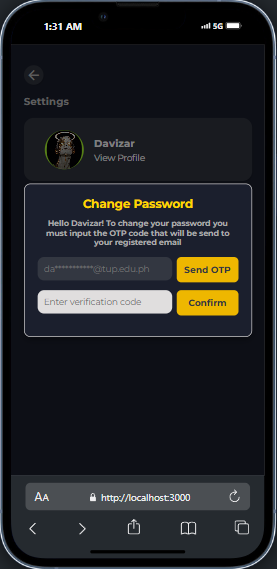 1:31 AM
5G
Settings
Davizar
View Profile
Change Password
Hello Davizar! To change your password you
must input the OTP code that will be send to
your registered email
da***********@tup.edu.ph
Send OTP
Enter verification code
Confirm
AA
http://localhost:3000